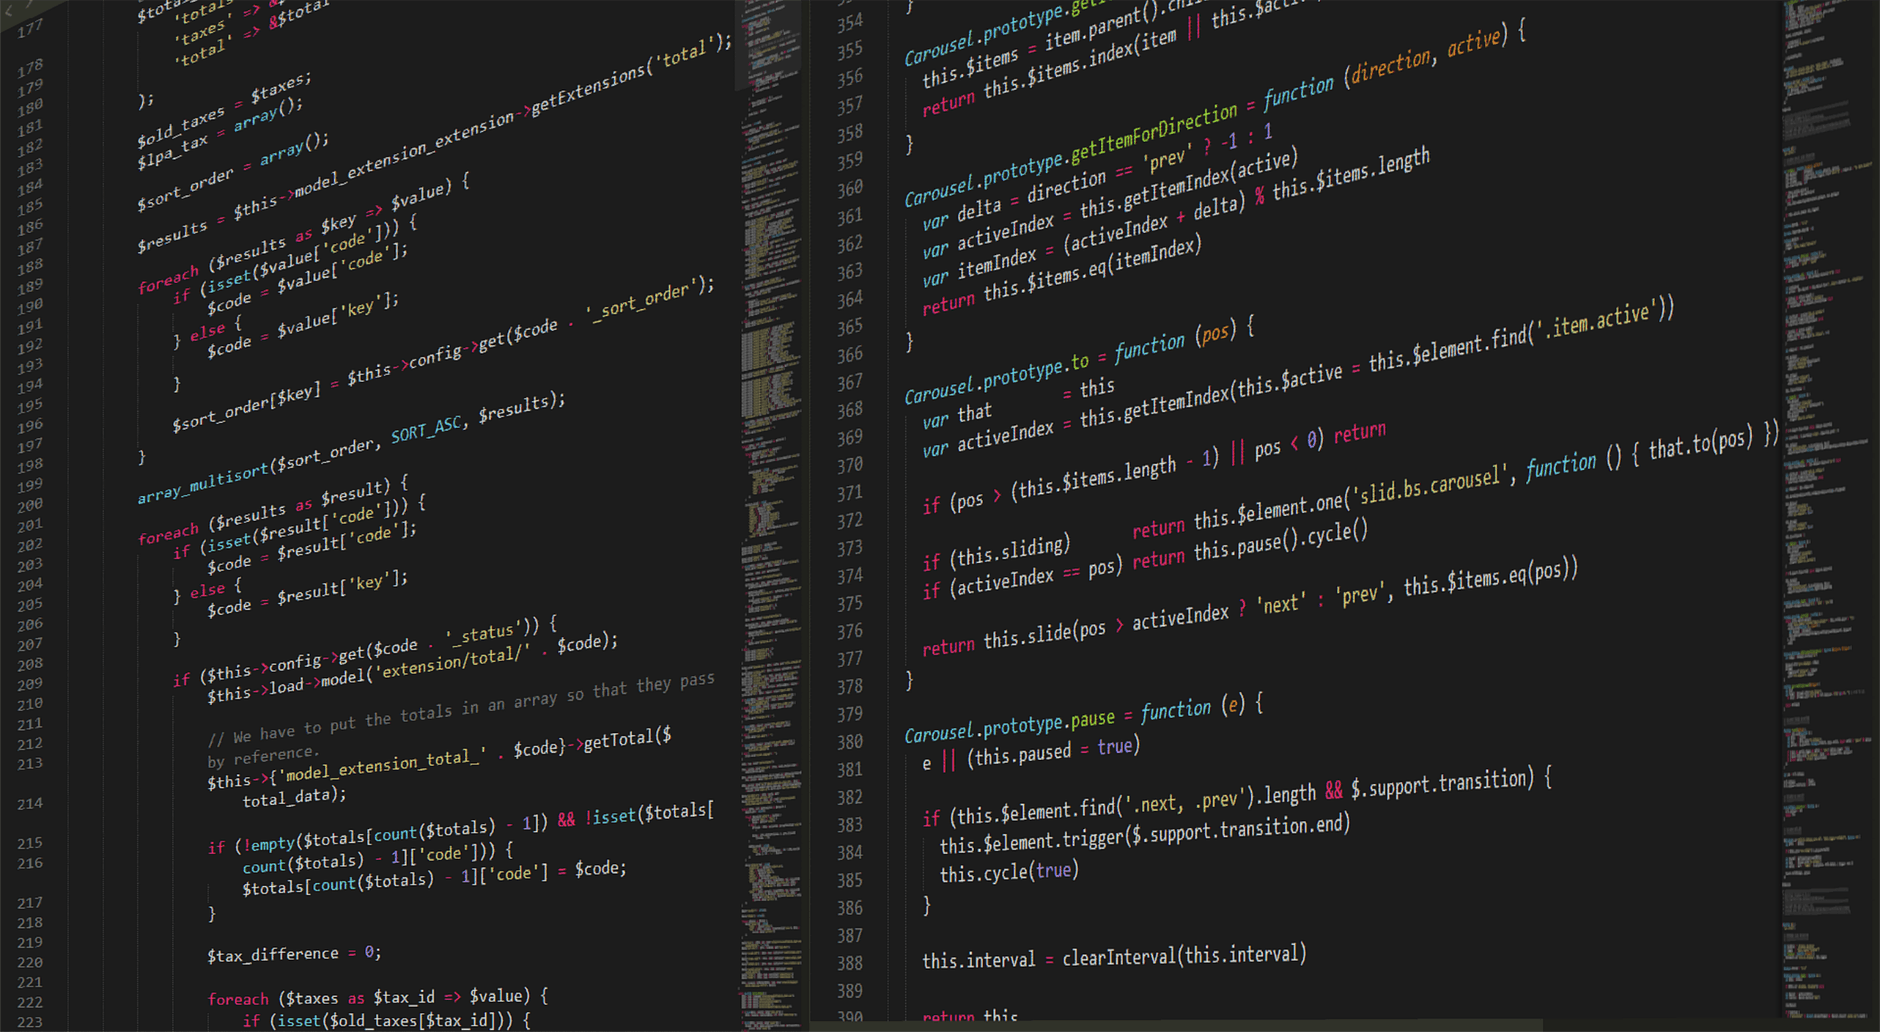 177
178
179
180
181
182
183
184
185
186
187
188
189
190
191
192
193
194
195
196
197
198
199
200
201
202
203
204
205
206
207
208
209
210
211
212
213
214
215
216
217
218
219
220
221
222
223
'totals
'taxes' =>
'total' => &$total
);
$old_taxes = $taxes;
$lpa_tax = array();
$sort_order = array();
$results = $this->model_extension_extension->getExtensions('total');
foreach ($results as $key => $value) {
if (isset($value['code'])) {
$code = $value['code'];
} else {
$code = $value['key'];
}
$sort_order[$key] = $this->config->get($code . '_sort_order');
}
array_multisort($sort_order, SORT_ASC, $results);
foreach ($results as $result) {
if (isset($result['code'])) {
$code = $result['code'];
} else {
$code = $result['key'];
}
if ($this->config->get($code . '_status')) {
$this->load->model('extension/total/' . $code);
// We have to put the totals in an array so that they pass
by reference.
$this->{'model_extension_total_' . $code}->getTotal($
total_data);
if (!empty($totals[count($totals) - 1]) && !isset($totals[
count($totals) - 1]['code'])) {
$totals[count($totals) - 1]['code'] = $code;
}
$tax_difference = 0;
foreach ($taxes as $tax_id => $value) {
if (isset($old_taxes[$tax_id])) {
354
355
356
357
358
359
360
361
362
363
364
365
366
367
368
369
370
371
372
373
374
375
376
377
378
379
380
381
382
383
384
385
386
387
388
389
390
}
Carousel.prototype.
this.$items = item.parent().
return this.$items.index(item || this.
}
Carousel.prototype.getItemForDirection = function (direction, active) {
var delta = direction == 'prev' ? -1 : 1
var activeIndex = this.getItemIndex(active)
var itemIndex = (activeIndex + delta) % this.$items.length
return this.$items.eq(itemIndex)
}
Carousel.prototype.to = function (pos) {
var that = this
var activeIndex = this.getItemIndex(this.$active = this.$element.find('.item.active'))
if (pos > (this.$items.length - 1) || pos < 0) return
if (this.sliding) return this.$element.one('slid.bs.carousel', function () { that.to(pos) })
if (activeIndex == pos) return this.pause().cycle()
return this.slide(pos > activeIndex ? 'next' : 'prev', this.$items.eq(pos))
}
Carousel.prototype.pause = function (e) {
e || (this.paused = true)
if (this.$element.find('.next, .prev').length && $.support.transition) {
this.$element.trigger($.support.transition.end)
this.cycle(true)
}
this.interval = clearInterval(this.interval)
return this